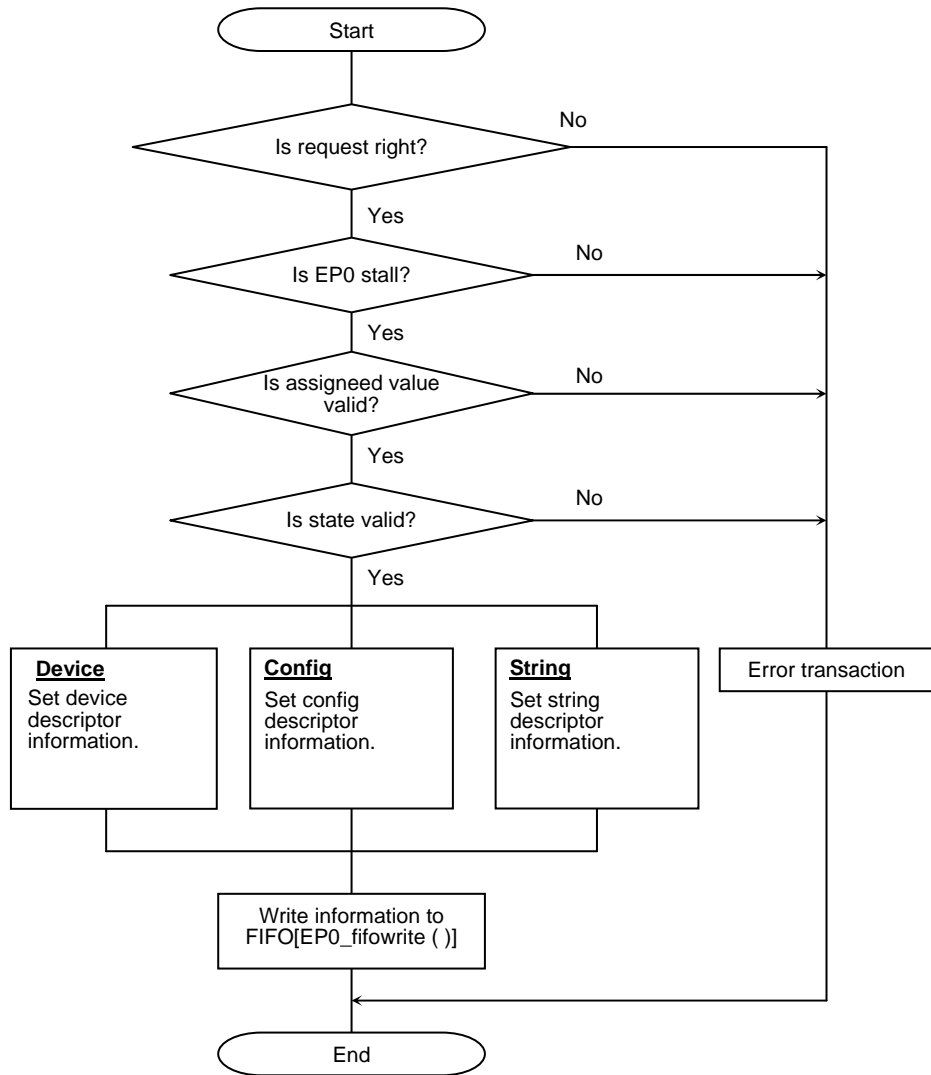 Start
No
Is request right?
Yes
No
Is EP0 stall?
Yes
No
Is assigneed value
valid?
Yes
No
Is state valid?
Yes
Device
Set device
descriptor
information.
Config
Set config
descriptor
information.
String
Set string
descriptor
information.
Error transaction
Write information to
FIFO[EP0_fifowrite ( )]
End